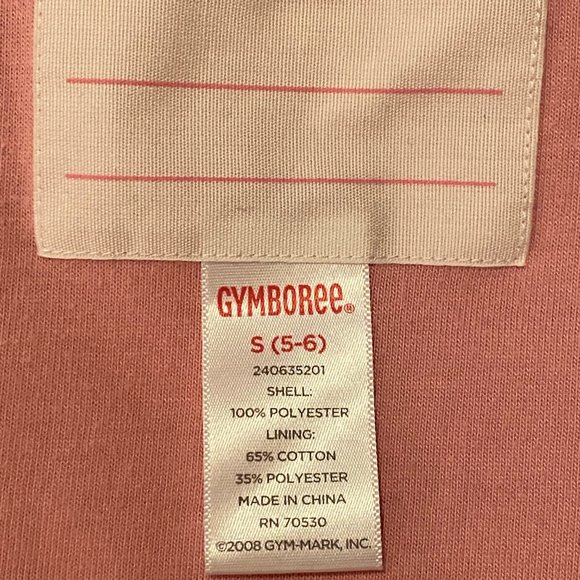 GYMBOREE®
S (5-6)
240635201
SHELL:
100% POLYESTER
LINING:
65% COTTON
35% POLYESTER
MADE IN CHINA
RN 70530
©2008 GYM-MARK, INC.